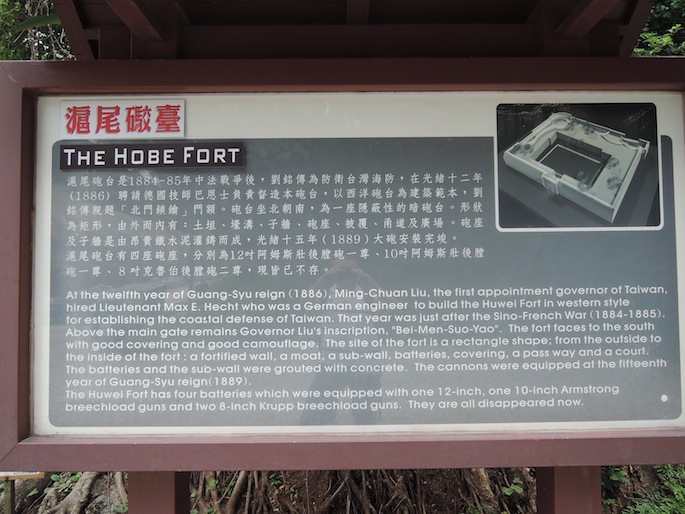 滬尾礮臺
THE HOBE FORT
滬尾砲台是1884-85年中法戰爭後，劉銘傳為防衛台灣海防，在光緒十二年
(1886) 聘請德國技師巴恩士負責督造本砲台，以西洋砲台為建築範本，劉
銘傳親題「北門鎖鑰」門額。砲台坐北朝南，為一座隱蔽性的暗砲台。形狀
為矩形，由外而內有：土垣、壕溝、子牆、砲座、被覆、甬道及廣場。砲座
及子牆是由昂貴鐵水泥灌鑄而成，光緒十五年 (1889) 大砲安裝完竣。
滬尾砲台有四座砲座，分別為12吋阿姆斯壯後膛砲一尊、10吋阿姆斯壯後膛
砲一尊、8吋克魯伯後膛砲二尊，現皆已不存。
At the twelfth year of Guang-Syu reign (1886), Ming-Chuan Liu, the first appointment governor of Taiwan,
hired Lieutenant Max E. Hecht who was a German engineer to build the Huwei Fort in western style
for establishing the coastal defense of Taiwan. That year was just after the Sino-French War (1884-1885).
Above the main gate remains Governor Liu's inscription, "Bei-Men-Suo-Yao". The fort faces to the south
with good covering and good camouflage. The site of the fort is a rectangle shape; from the outside to
the inside of the fort : a fortified wall, a moat, a sub-wall, batteries, covering, a pass way and a court.
The batteries and the sub-wall were grouted with concrete. The cannons were equipped at the fifteenth
year of Guang-Syu reign(1889).
The Huwei Fort has four batteries which were equipped with one 12-inch, one 10-inch Armstrong
breechload guns and two 8-inch Krupp breechload guns. They are all disappeared now.